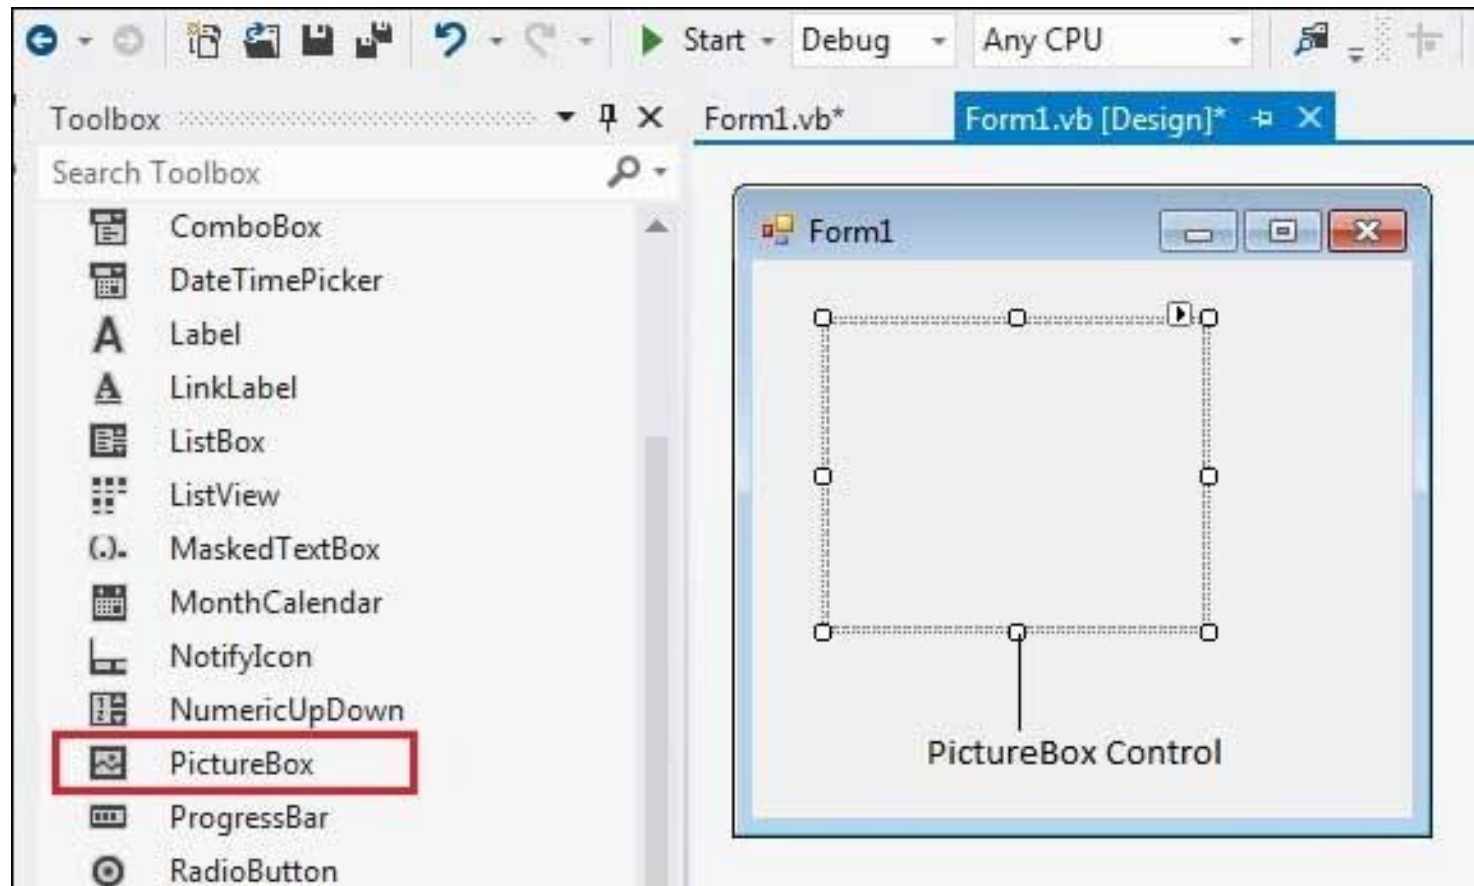 Start Debug Any CPU
Toolbox
Form1.vb*
Form1.vb [Design]*
Search Toolbox
ComboBox
DateTimePicker
Label
LinkLabel
ListBox
ListView
MaskedTextBox
MonthCalendar
NotifyIcon
NumericUpDown
PictureBox
ProgressBar
RadioButton
Form1
PictureBox Control